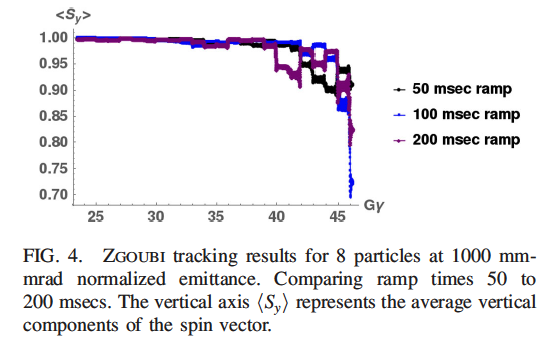 <Ŝy>
1.00
0.95
0.90
0.85
0.80
0.75
0.70
25 30 35 40 45 Gγ
50 msec ramp
100 msec ramp
200 msec ramp
FIG. 4. ZGOUBI tracking results for 8 particles at 1000 mm-
mrad normalized emittance. Comparing ramp times 50 to
200 msecs. The vertical axis ⟨Sy⟩ represents the average vertical
components of the spin vector.